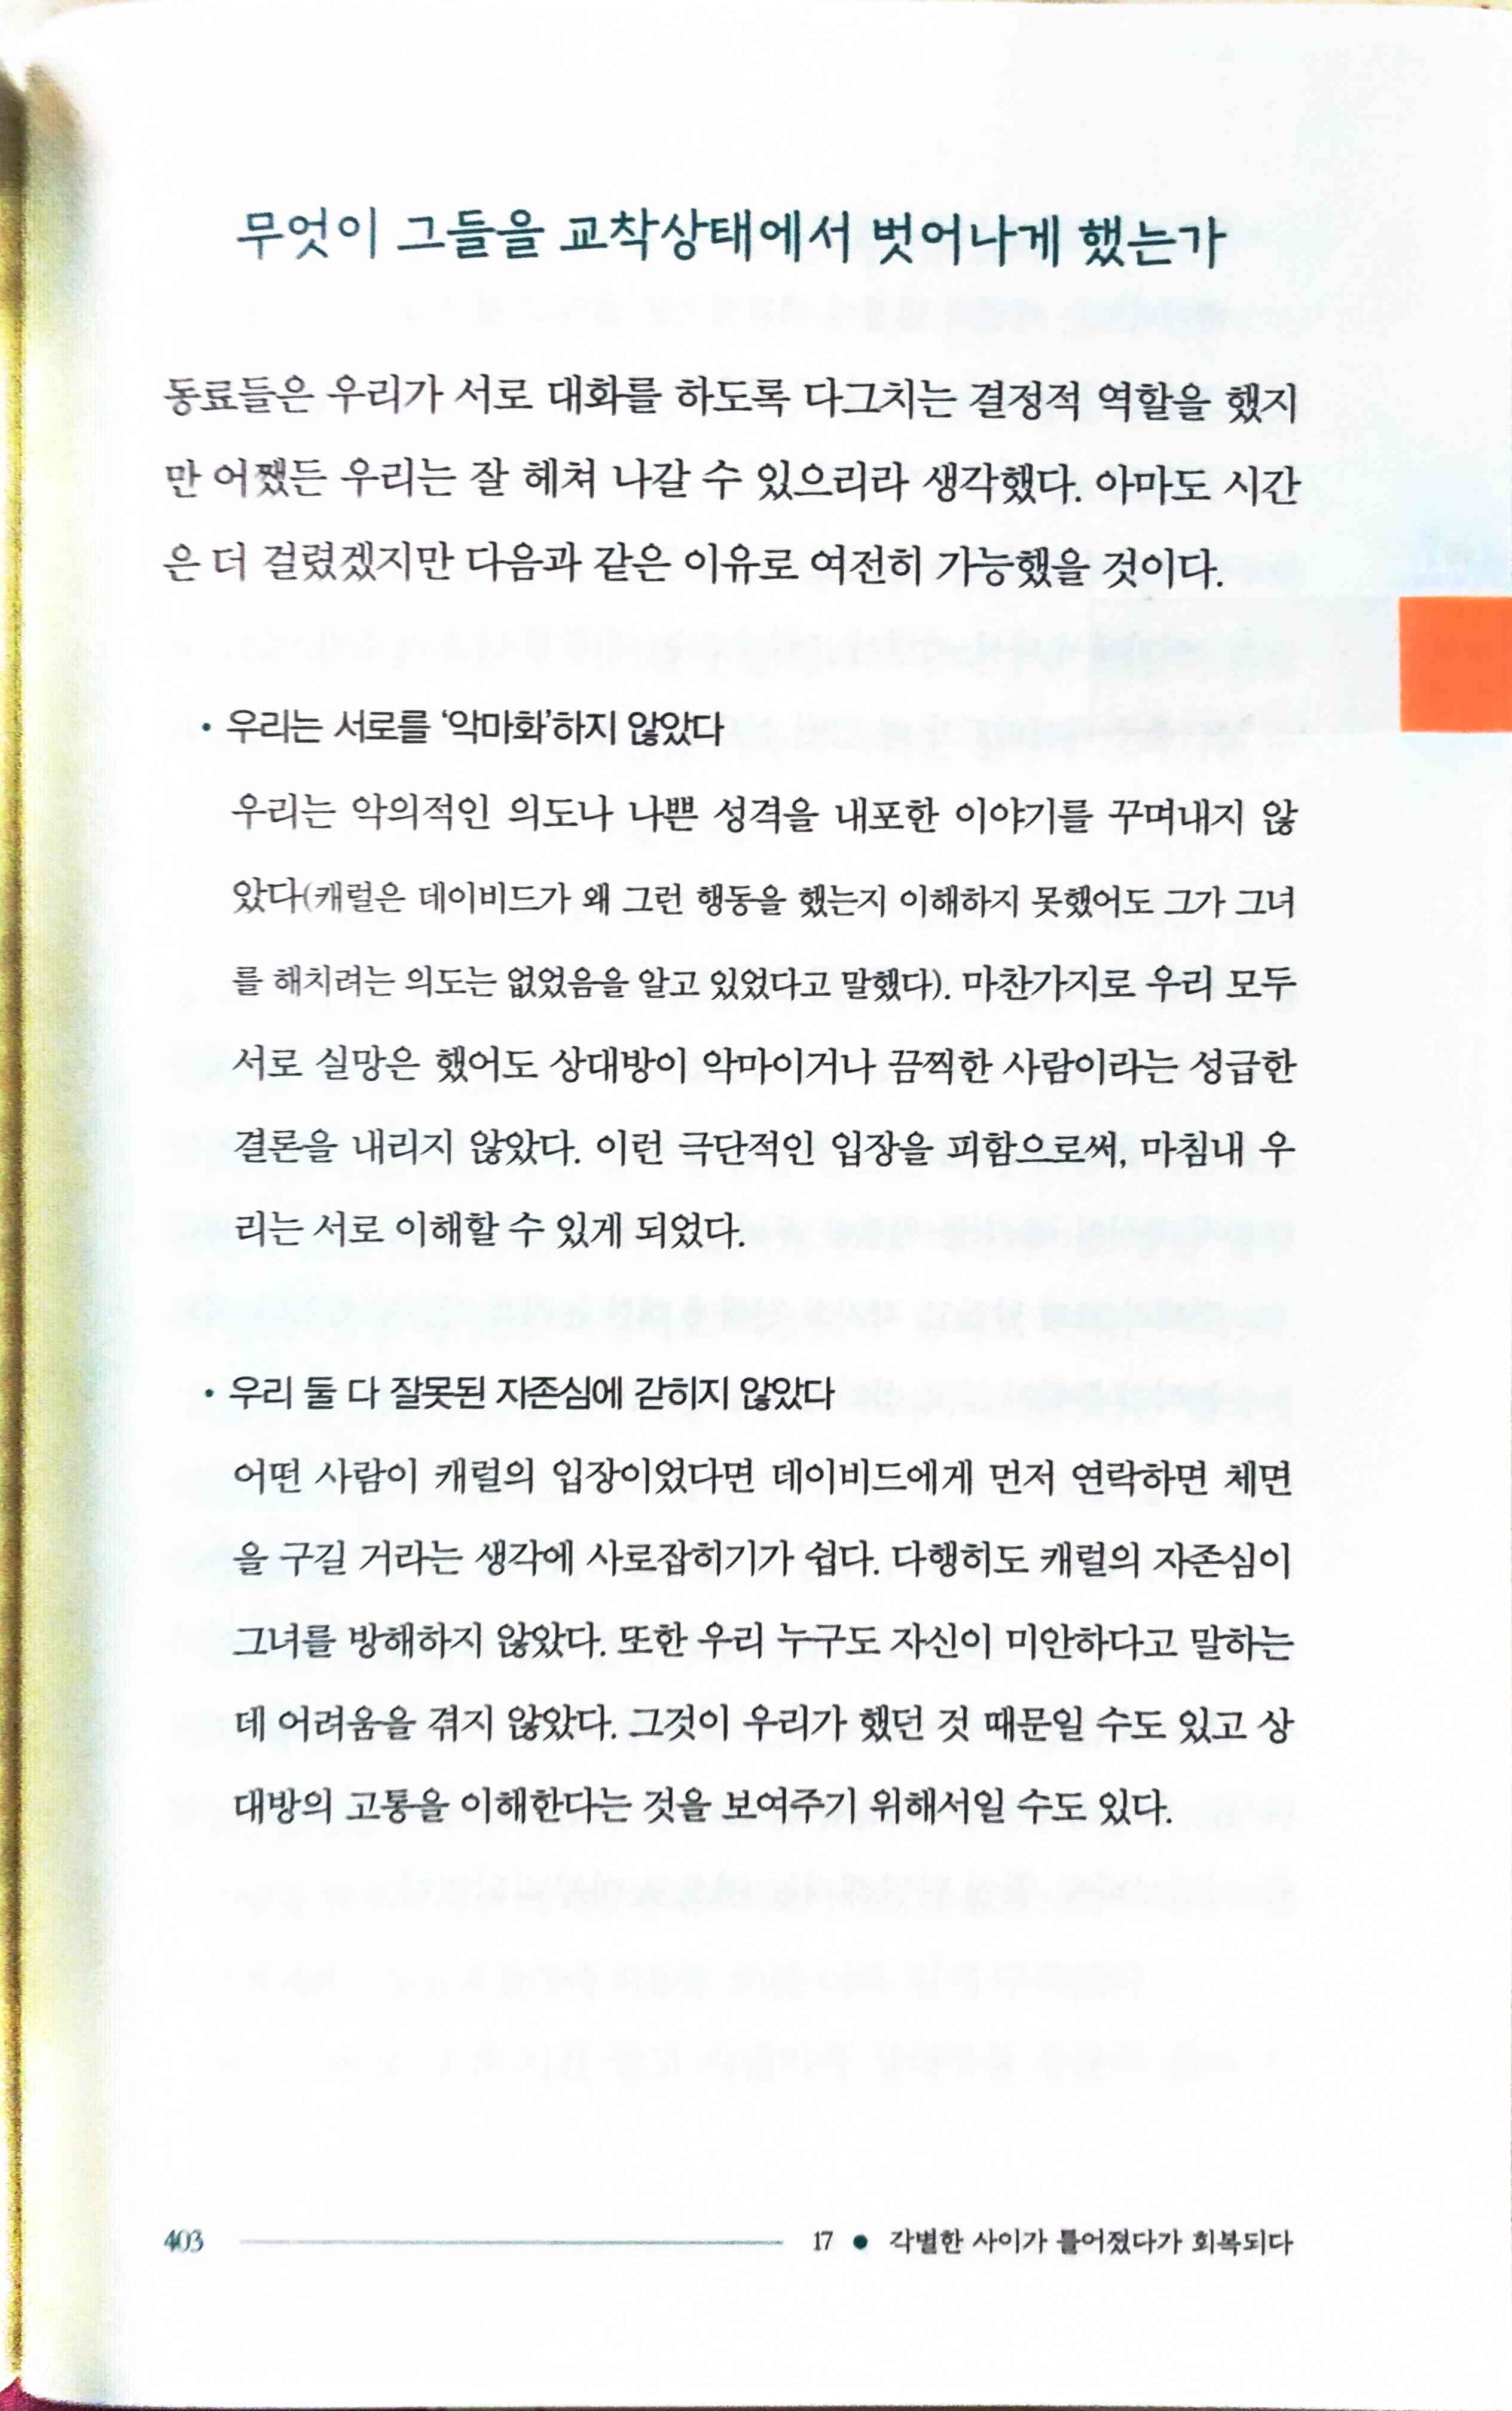 무엇이 그들을 교착상태에서 벗어나게 했는가
동료들은 우리가 서로 대화를 하도록 다그치는 결정적 역할을 했지
만 어쨌든 우리는 잘 헤쳐 나갈 수 있으리라 생각했다. 아마도 시간
은 더 걸렸겠지만 다음과 같은 이유로 여전히 가능했을 것이다.
• 우리는 서로를 ‘악마화’하지 않았다
우리는 악의적인 의도나 나쁜 성격을 내포한 이야기를 꾸며내지 않
았다(캐럴은 데이비드가 왜 그런 행동을 했는지 이해하지 못했어도 그가 그녀
를 해치려는 의도는 없었음을 알고 있었다고 말했다). 마찬가지로 우리 모두
서로 실망은 했어도 상대방이 악마이거나 끔찍한 사람이라는 성급한
결론을 내리지 않았다. 이런 극단적인 입장을 피함으로써, 마침내 우
리는 서로 이해할 수 있게 되었다.
• 우리 둘 다 잘못된 자존심에 갇히지 않았다
어떤 사람이 캐럴의 입장이었다면 데이비드에게 먼저 연락하면 체면
을 구길 거라는 생각에 사로잡히기가 쉽다. 다행히도 캐럴의 자존심이
그녀를 방해하지 않았다. 또한 우리 누구도 자신이 미안하다고 말하는
데 어려움을 겪지 않았다. 그것이 우리가 했던 것 때문일 수도 있고 상
대방의 고통을 이해한다는 것을 보여주기 위해서일 수도 있다.
403 17 ● 각별한 사이가 틀어졌다가 회복되다